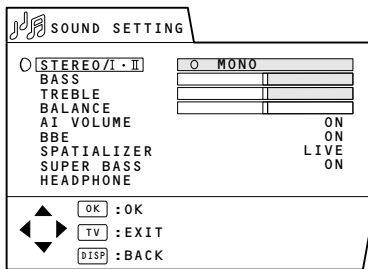 SOUND SETTING
STEREO/I・II MONO
BASS
TREBLE
BALANCE
AI VOLUME ON
BBE ON
SPATIALIZER LIVE
SUPER BASS ON
HEADPHONE
OK :OK
TV :EXIT
DISP :BACK